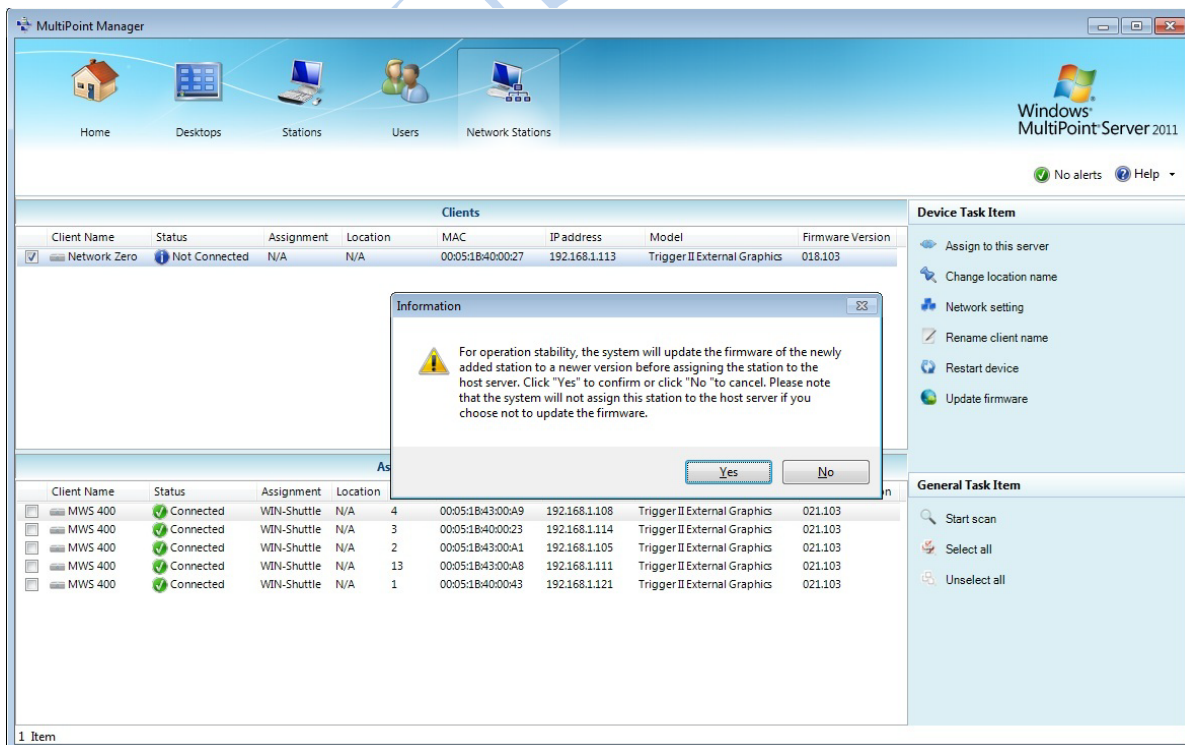 MultiPoint Manager
Home Desktops Stations Users Network Stations
Windows®
MultiPoint® Server 2011
No alerts Help
Clients
Client Name Status Assignment Location MAC IP address Model Firmware Version
Network Zero Not Connected N/A N/A 00:05:1B:40:00:27 192.168.1.113 Trigger II External Graphics 018.103
Information
For operation stability, the system will update the firmware of the newly
added station to a newer version before assigning the station to the
host server. Click "Yes" to confirm or click "No "to cancel. Please note
that the system will not assign this station to the host server if you
choose not to update the firmware.
Yes No
As
Client Name Status Assignment Location n
MWS 400 Connected WIN-Shuttle N/A 4 00:05:1B:43:00:A9 192.168.1.108 Trigger II External Graphics 021.103
MWS 400 Connected WIN-Shuttle N/A 3 00:05:1B:40:00:23 192.168.1.114 Trigger II External Graphics 021.103
MWS 400 Connected WIN-Shuttle N/A 2 00:05:1B:43:00:A1 192.168.1.105 Trigger II External Graphics 021.103
MWS 400 Connected WIN-Shuttle N/A 13 00:05:1B:43:00:A8 192.168.1.111 Trigger II External Graphics 021.103
MWS 400 Connected WIN-Shuttle N/A 1 00:05:1B:40:00:43 192.168.1.121 Trigger II External Graphics 021.103
Device Task Item
Assign to this server
Change location name
Network setting
Rename client name
Restart device
Update firmware
General Task Item
Start scan
Select all
Unselect all
1 Item